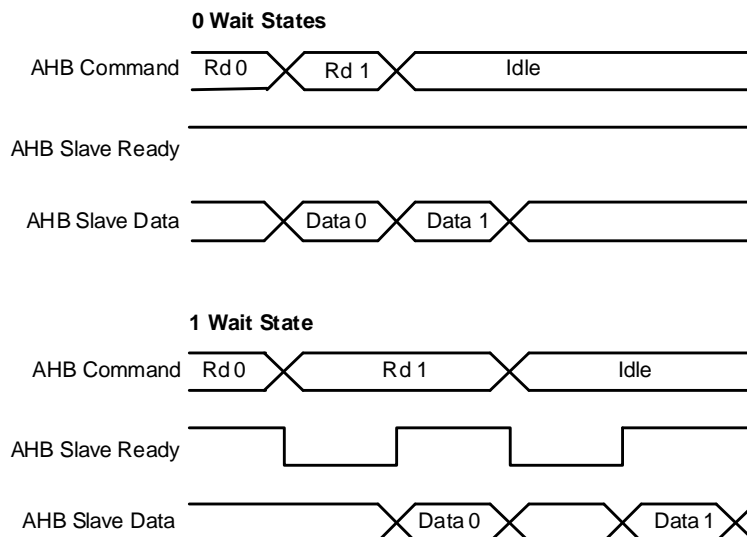 0 Wait States
AHB Command Rd 0 Rd 1 Idle
AHB Slave Ready
AHB Slave Data Data 0 Data 1
1 Wait State
AHB Command Rd 0 Rd 1 Idle
AHB Slave Ready
AHB Slave Data Data 0 Data 1